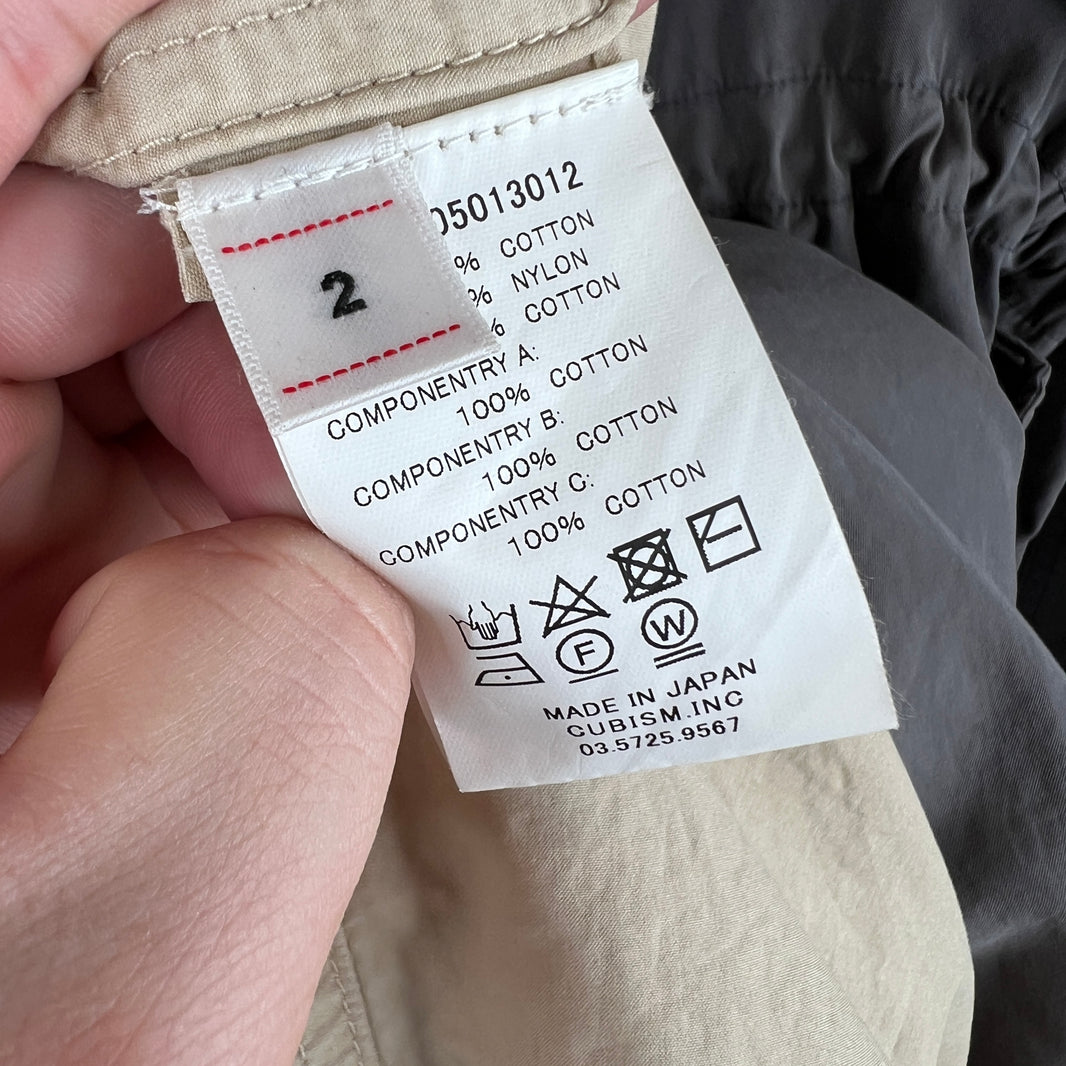 2
05013012
% COTTON
% NYLON
% COTTON
COMPONENTRY A:
100% COTTON
COMPONENTRY B:
100% COTTON
COMPONENTRY C:
100% COTTON
F W
MADE IN JAPAN
CUBISM.INC
03.5725.9567